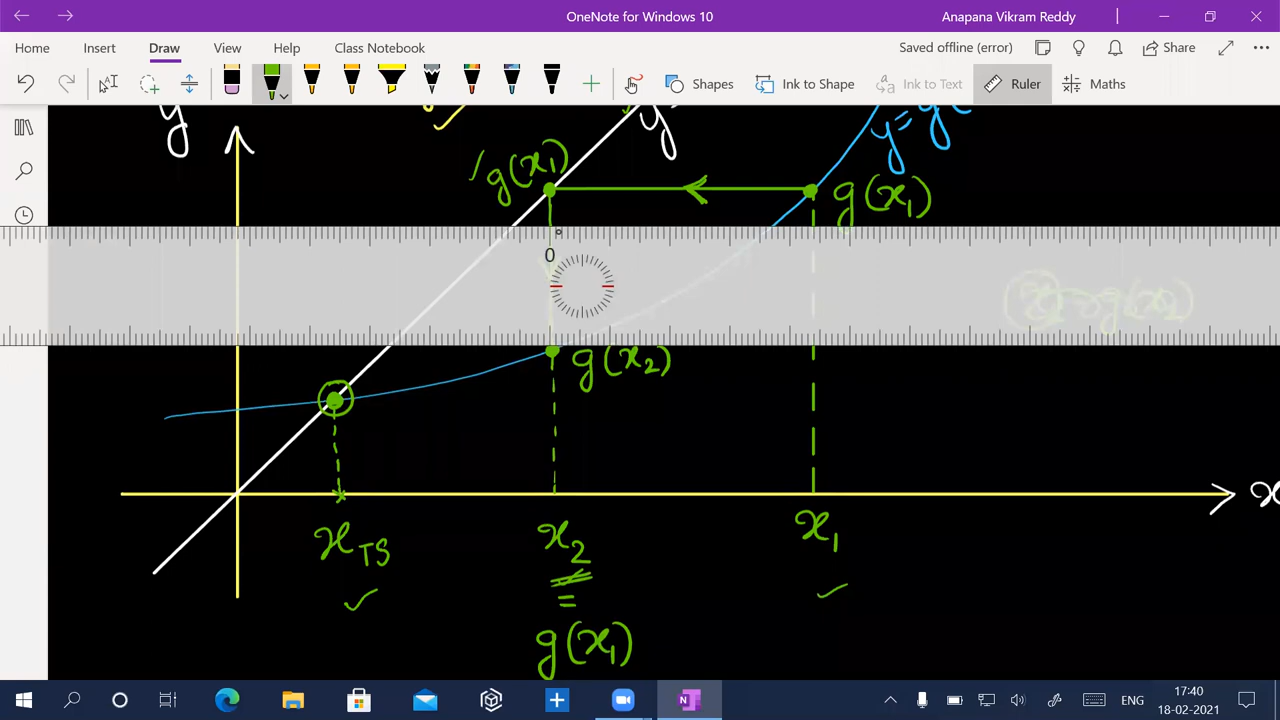 OneNote for Windows 10
Anapana Vikram Reddy
Home Insert Draw View Help Class Notebook
Saved offline (error) Share
Ink to Shape Shapes Ink to Text Ruler Maths
y
y=
y=g(
g(x₁)
g(x₁)
0°
g(x₂)
g(x₂)
x
x_TS
x₂
x₁
=
g(x₁)
ENG
17:40
18-02-2021